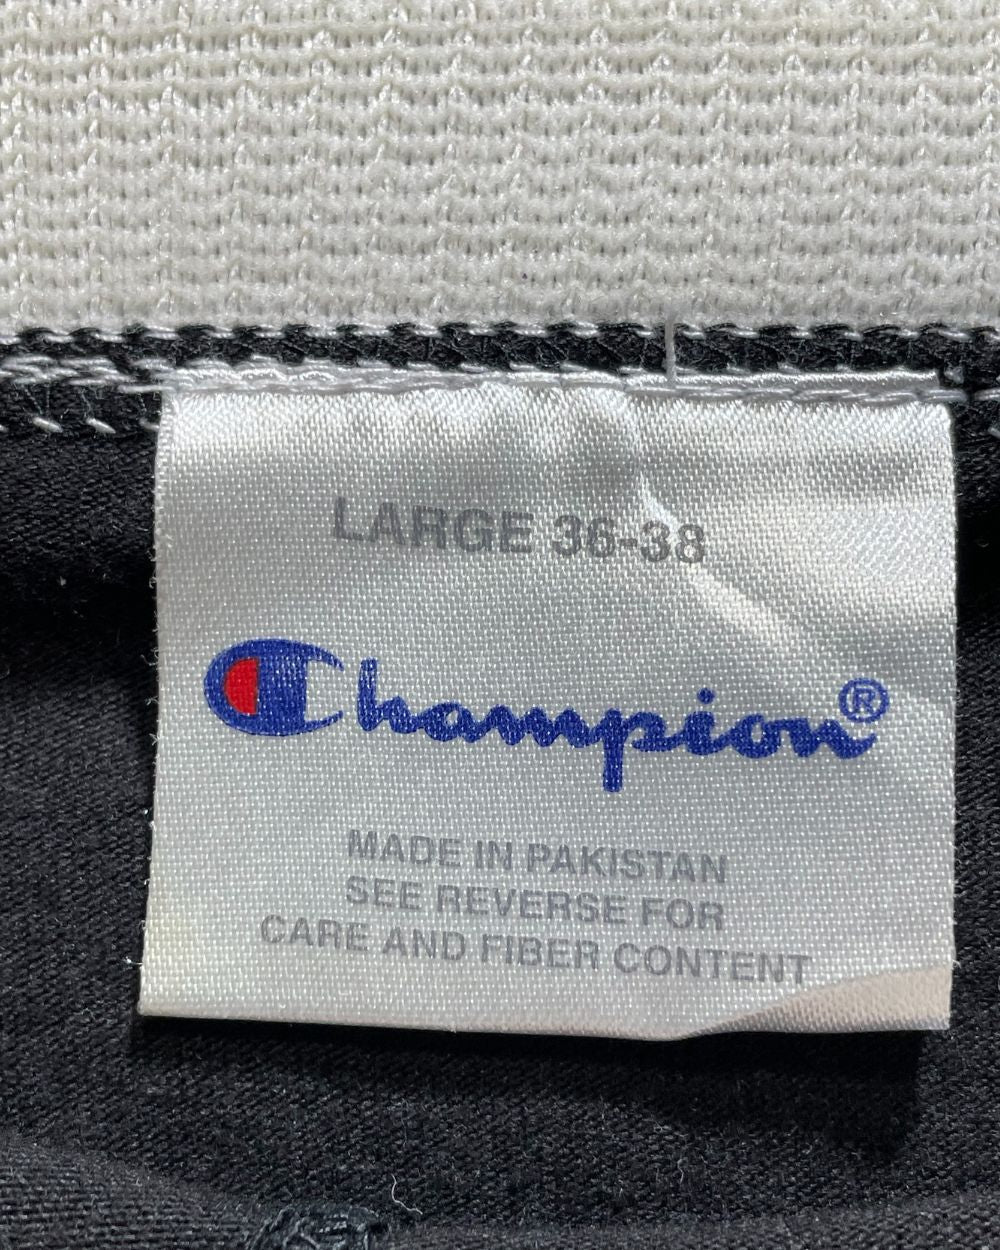 LARGE 36-38
Champion®
MADE IN PAKISTAN
SEE REVERSE FOR
CARE AND FIBER CONTENT